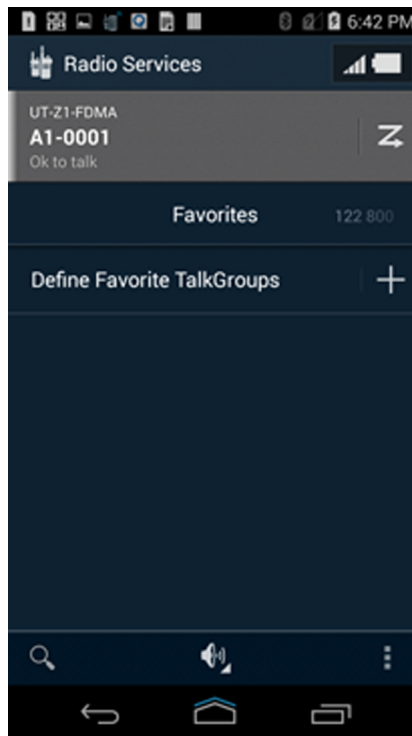 6:42 PM
Radio Services
UT-Z1-FDMA
A1-0001
Ok to talk
Favorites 122 800
Define Favorite TalkGroups